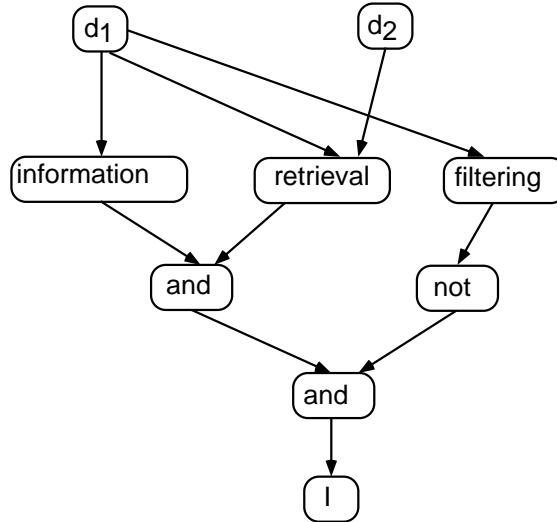 d1
d2
information
retrieval
filtering
and
not
and
I